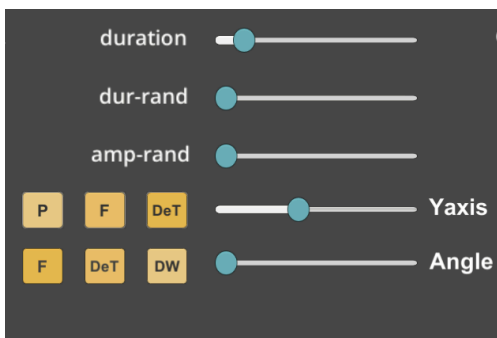 duration
dur-rand
amp-rand
P F DeT Yaxis
F DeT DW Angle